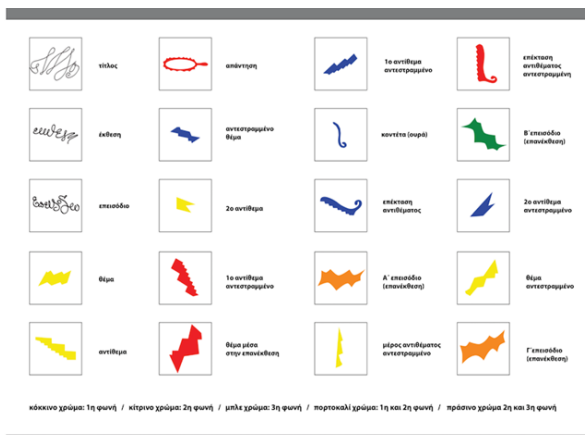 τίτλος
απάντηση
1ο αντίθεμα
αντεστραμμένο
επέκταση
αντιθέματος
αντεστραμμένη
έκθεση
αντεστραμμένο
θέμα
κοντέτα (ουρά)
Β΄επεισόδιο
(επανέκθεση)
επεισόδιο
2ο αντίθεμα
επέκταση
αντιθέματος
2ο αντίθεμα
αντεστραμμένο
θέμα
1ο αντίθεμα
αντεστραμμένο
Α΄ επεισόδιο
(επανέκθεση)
θέμα
αντεστραμμένο
αντίθεμα
θέμα μέσα
στην επανέκθεση
μέρος αντιθέματος
αντεστραμμένο
Γ΄επεισόδιο
(επανέκθεση)
κόκκινο χρώμα: 1η φωνή / κίτρινο χρώμα: 2η φωνή / μπλε χρώμα: 3η φωνή / πορτοκαλί χρώμα: 1η και 2η φωνή / πράσινο χρώμα 2η και 3η φωνή